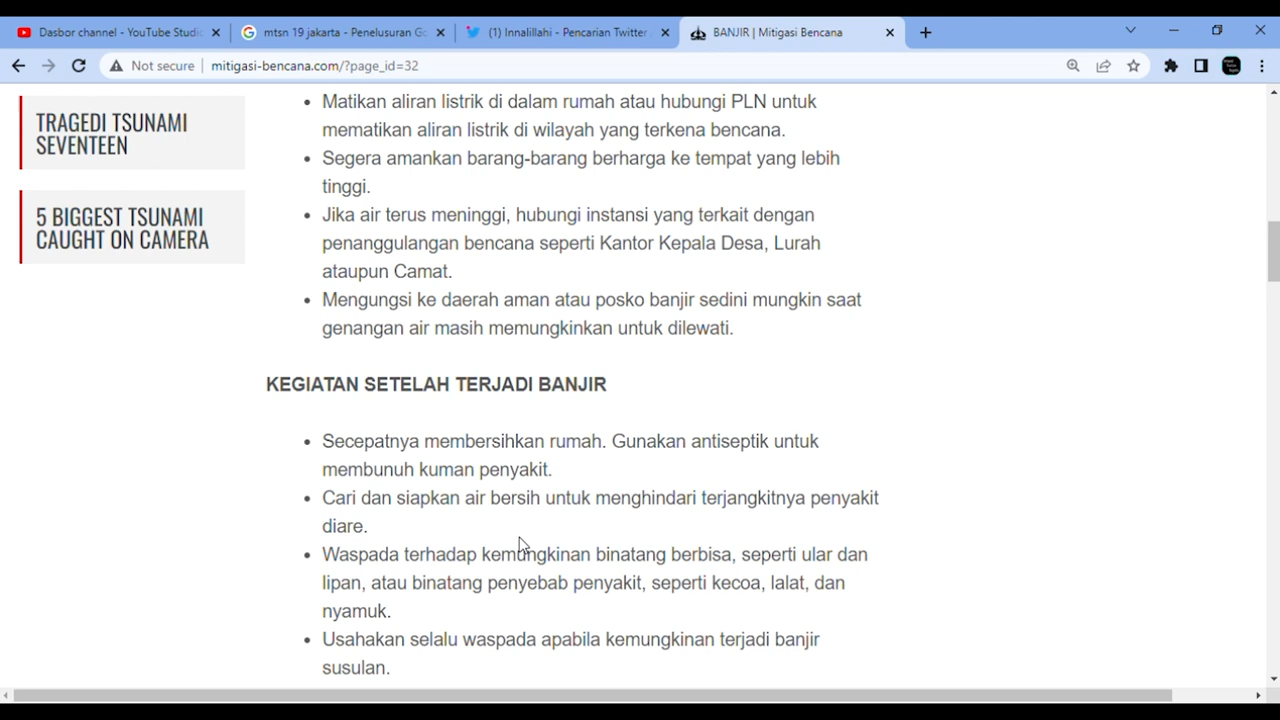 Dasbor channel - YouTube Studi
mtsn 19 jakarta - Penelusuran Go
(1) Innalillahi - Pencarian Twitter
BANJIR | Mitigasi Bencana
Not secure
mitigasi-bencana.com/?page_id=32
TRAGEDI TSUNAMI
SEVENTEEN
5 BIGGEST TSUNAMI
CAUGHT ON CAMERA
• Matikan aliran listrik di dalam rumah atau hubungi PLN untuk
mematikan aliran listrik di wilayah yang terkena bencana.
• Segera amankan barang-barang berharga ke tempat yang lebih
tinggi.
• Jika air terus meninggi, hubungi instansi yang terkait dengan
penanggulangan bencana seperti Kantor Kepala Desa, Lurah
ataupun Camat.
• Mengungsi ke daerah aman atau posko banjir sedini mungkin saat
genangan air masih memungkinkan untuk dilewati.
KEGIATAN SETELAH TERJADI BANJIR
• Secepatnya membersihkan rumah. Gunakan antiseptik untuk
membunuh kuman penyakit.
• Cari dan siapkan air bersih untuk menghindari terjangkitnya penyakit
diare.
• Waspada terhadap kemungkinan binatang berbisa, seperti ular dan
lipan, atau binatang penyebab penyakit, seperti kecoa, lalat, dan
nyamuk.
• Usahakan selalu waspada apabila kemungkinan terjadi banjir
susulan.